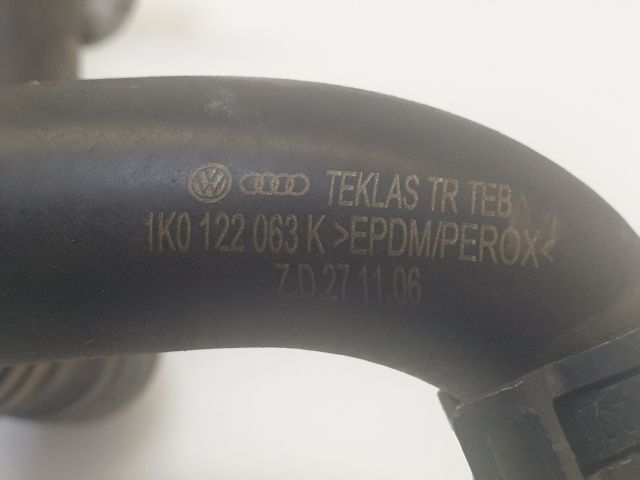 TEKLAS TR TEB
1K0 122 063 K >EPDM/PEROX<
Z.D.27.11.06